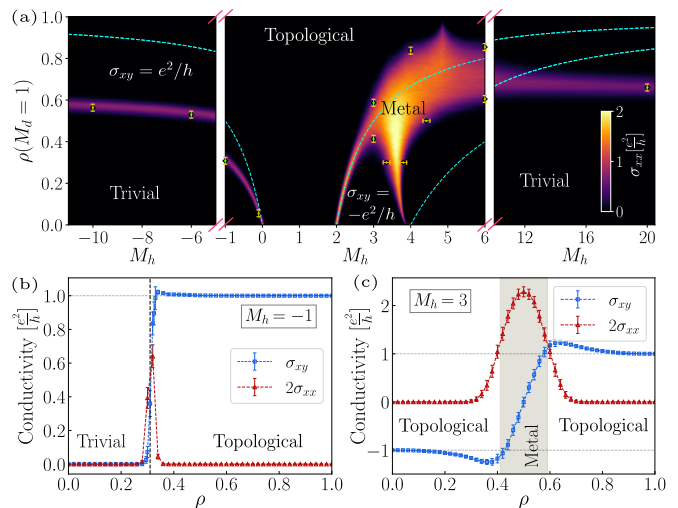 (a)
1.0
0.8
0.6
0.4
0.2
0.0
ρ(M_d = 1)
σ_xy = e²/h
Trivial
Topological
Metal
σ_xy =
−e²/h
Trivial
2
1
0
σ_xx[e²/h]
−10 −8 −6
M_h
−1 0 1 2 3 4 5 6
M_h
10 12 14 16 18 20
M_h
(b)
M_h = −1
σ_xy
2σ_xx
Trivial
Topological
1.0
0.8
0.6
0.4
0.2
0.0
Conductivity [e²/h]
0.0 0.2 0.4 0.6 0.8 1.0
ρ
(c)
M_h = 3
σ_xy
2σ_xx
Topological
Metal
Topological
2
1
0
−1
Conductivity [e²/h]
0.0 0.2 0.4 0.6 0.8 1.0
ρ